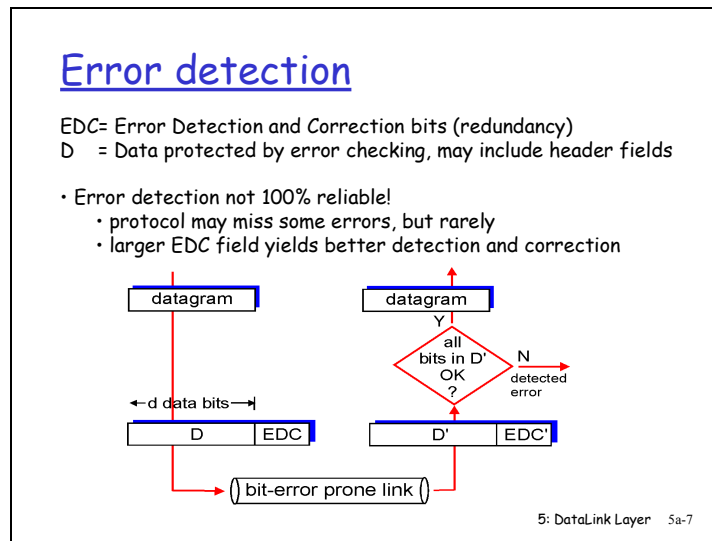 Error detection
EDC= Error Detection and Correction bits (redundancy)
D = Data protected by error checking, may include header fields
• Error detection not 100% reliable!
• protocol may miss some errors, but rarely
• larger EDC field yields better detection and correction
datagram
datagram
Y
all
bits in D'
OK
?
N
detected
error
d data bits
D EDC
D' EDC'
bit-error prone link
5: DataLink Layer 5a-7